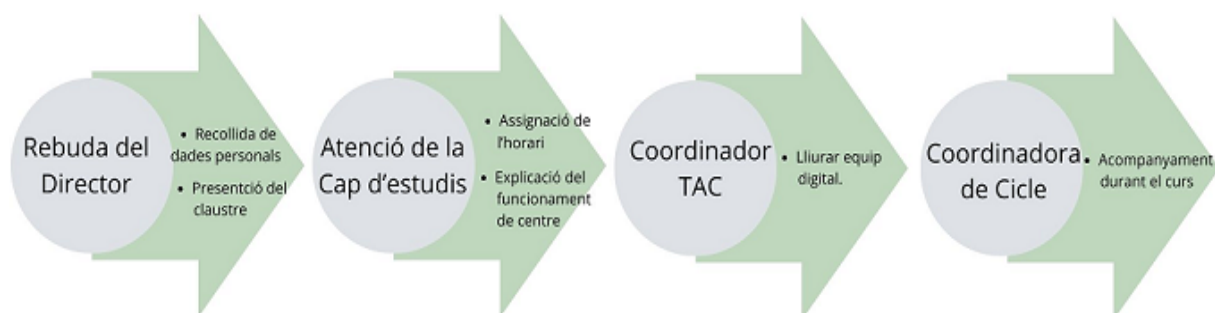 Rebuda del
Director
• Recollida de
dades personals
• Presentció del
claustre
Atenció de la
Cap d'estudis
• Assignació de
l'horari
• Explicació del
funcionament
de centre
Coordinador
TAC
• Lliurar equip
digital.
Coordinadora
de Cicle
• Acompanyament
durant el curs